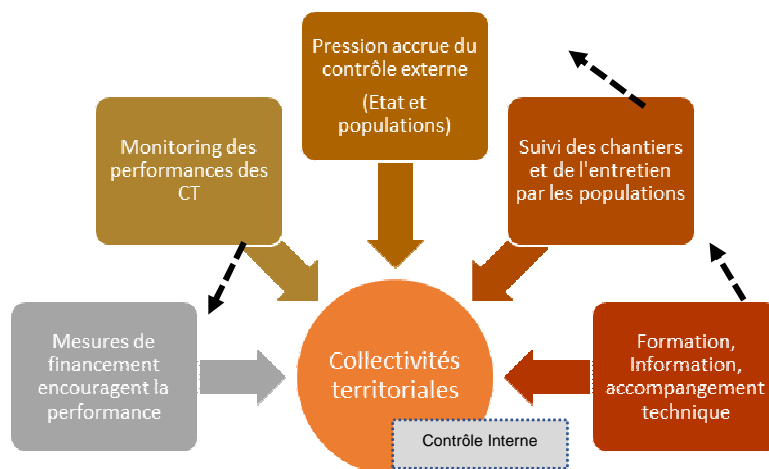 Pression accrue du
contrôle externe
(Etat et
populations)
Monitoring des
performances des
CT
Suivi des chantiers
et de l'entretien
par les populations
Mesures de
financement
encouragent la
performance
Collectivités
territoriales
Formation,
Information,
accompangement
technique
Contrôle Interne